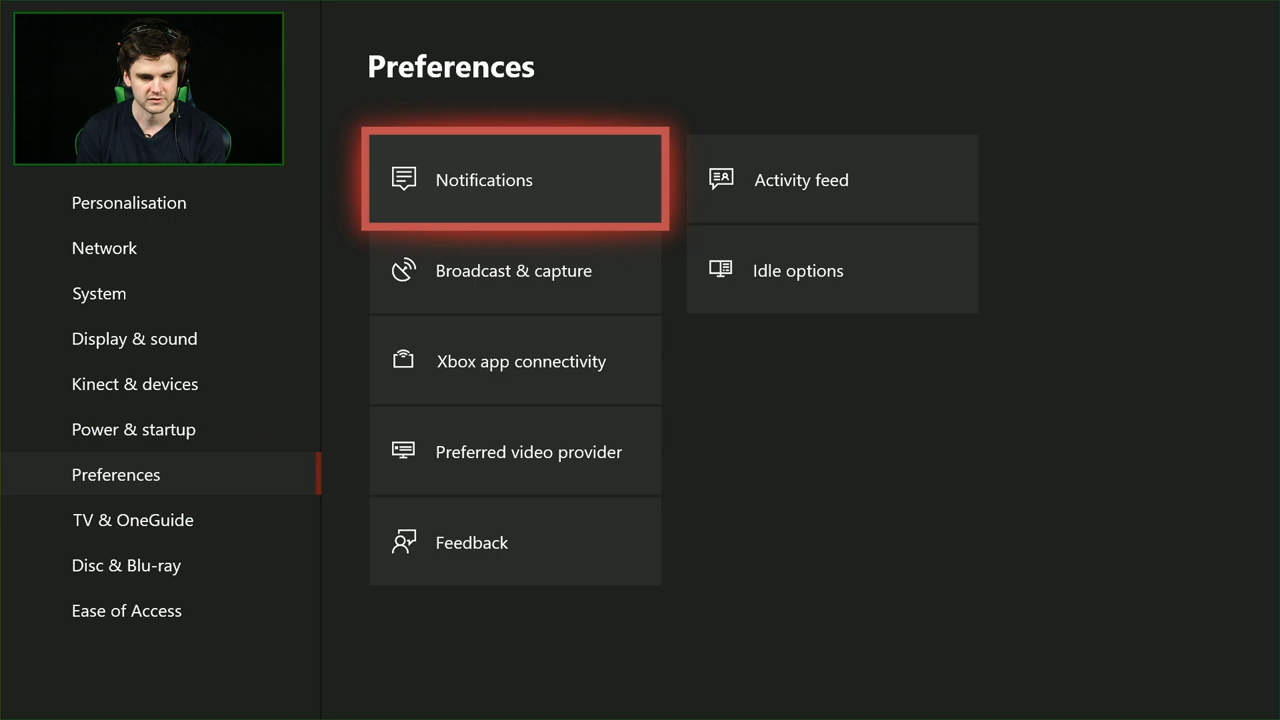 Personalisation
Network
System
Display & sound
Kinect & devices
Power & startup
Preferences
TV & OneGuide
Disc & Blu-ray
Ease of Access
Preferences
Notifications
Broadcast & capture
Xbox app connectivity
Preferred video provider
Feedback
Activity feed
Idle options